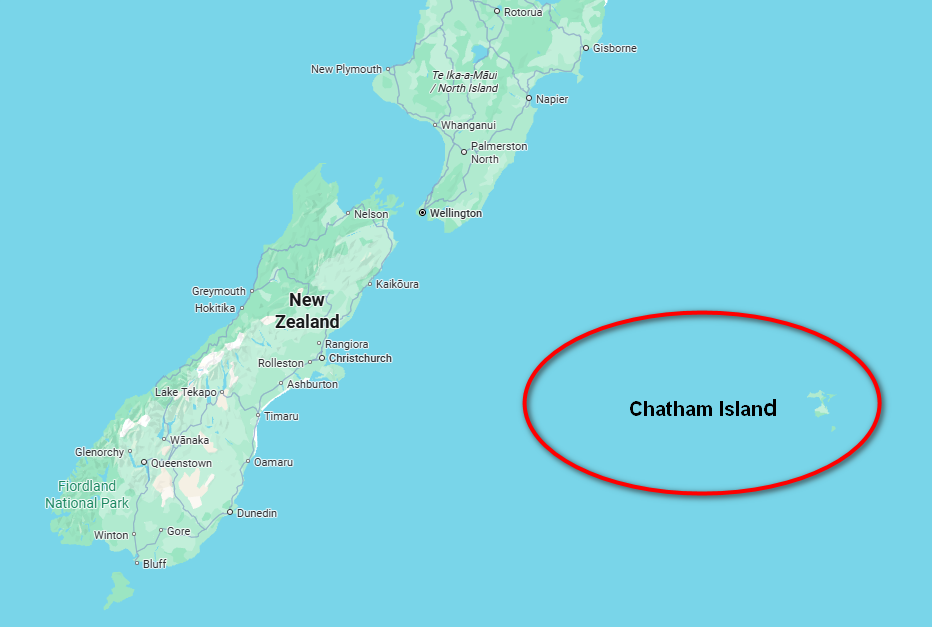 Rotorua
Gisborne
New Plymouth
Te Ika-a-Māui
/ North Island
Napier
Whanganui
Palmerston
North
Nelson
Wellington
Kaikōura
Greymouth
New
Zealand
Hokitika
Rangiora
Christchurch
Rolleston
Ashburton
Lake Tekapo
Chatham Island
Timaru
Wānaka
Glenorchy
Queenstown
Oamaru
Fiordland
National Park
Dunedin
Gore
Winton
Bluff